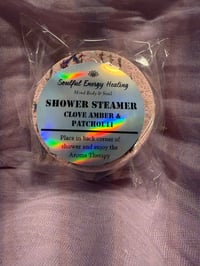 Soulful Energy Healing
Mind Body & Soul
SHOWER STEAMER
CLOVE AMBER &
PATCHOULI
Place in back corner of
shower and enjoy the
Aroma Therapy